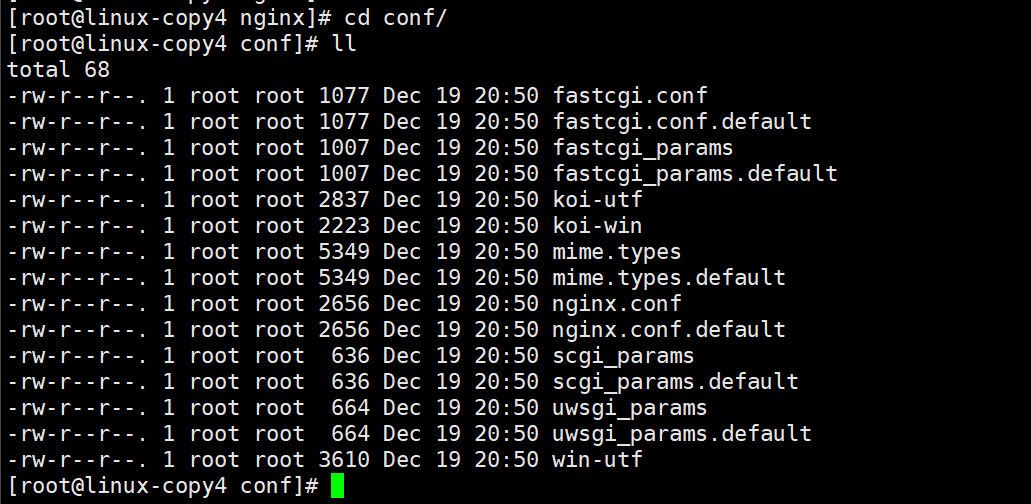 [root@linux-copy4 nginx]# cd conf/
[root@linux-copy4 conf]# ll
total 68
-rw-r--r--. 1 root root 1077 Dec 19 20:50 fastcgi.conf
-rw-r--r--. 1 root root 1077 Dec 19 20:50 fastcgi.conf.default
-rw-r--r--. 1 root root 1007 Dec 19 20:50 fastcgi_params
-rw-r--r--. 1 root root 1007 Dec 19 20:50 fastcgi_params.default
-rw-r--r--. 1 root root 2837 Dec 19 20:50 koi-utf
-rw-r--r--. 1 root root 2223 Dec 19 20:50 koi-win
-rw-r--r--. 1 root root 5349 Dec 19 20:50 mime.types
-rw-r--r--. 1 root root 5349 Dec 19 20:50 mime.types.default
-rw-r--r--. 1 root root 2656 Dec 19 20:50 nginx.conf
-rw-r--r--. 1 root root 2656 Dec 19 20:50 nginx.conf.default
-rw-r--r--. 1 root root  636 Dec 19 20:50 scgi_params
-rw-r--r--. 1 root root  636 Dec 19 20:50 scgi_params.default
-rw-r--r--. 1 root root  664 Dec 19 20:50 uwsgi_params
-rw-r--r--. 1 root root  664 Dec 19 20:50 uwsgi_params.default
-rw-r--r--. 1 root root 3610 Dec 19 20:50 win-utf
[root@linux-copy4 conf]#